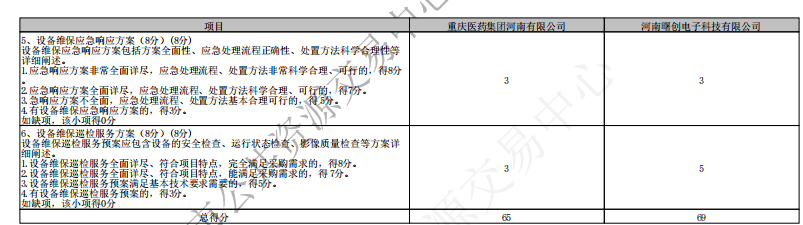 项目 重庆医药集团河南有限公司 河南曙创电子科技有限公司
5、设备维保应急响应方案（8分）(8分)
设备维保应急响应方案包括方案全面性、应急处理流程正确性、处置方法科学合理性等
详细阐述。
1.应急响应方案非常全面详尽，应急处理流程、处置方法非常科学合理、可行的，得8分
。
2.应急响应方案全面详尽，应急处理流程、处置方法科学合理、可行的，得7分。
3.急响应方案不全面，应急处理流程、处置方法基本合理可行的，得5分。
4.有设备维保应急响应方案的，得3分。
如缺项，该小项得0分
3 3
6、设备维保巡检服务方案（8分）(8分)
设备维保巡检服务预案应包含设备的安全检查、运行状态检查、影像质量检查等方案详
细阐述。
1.设备维保巡检服务全面详尽、符合项目特点，完全满足采购需求的，得8分。
2.设备维保巡检服务全面详尽、符合项目特点，能满足采购需求的，得7分。
3.设备维保巡检服务预案满足基本技术要求需要的，得5分。
4.有设备维保巡检服务预案的，得3分。
如缺项，该小项得0分
3 5
总得分 65 69
市公共资源交易中心
源交易中心